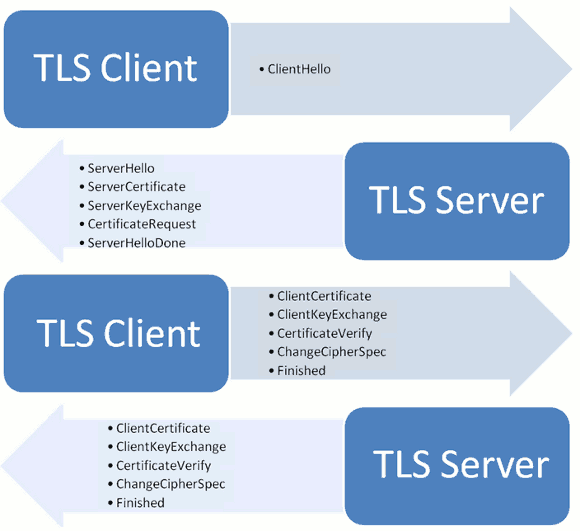 TLS Client
• ClientHello
• ServerHello
• ServerCertificate
• ServerKeyExchange
• CertificateRequest
• ServerHelloDone
TLS Server
TLS Client
• ClientCertificate
• ClientKeyExchange
• CertificateVerify
• ChangeCipherSpec
• Finished
• ClientCertificate
• ClientKeyExchange
• CertificateVerify
• ChangeCipherSpec
• Finished
TLS Server